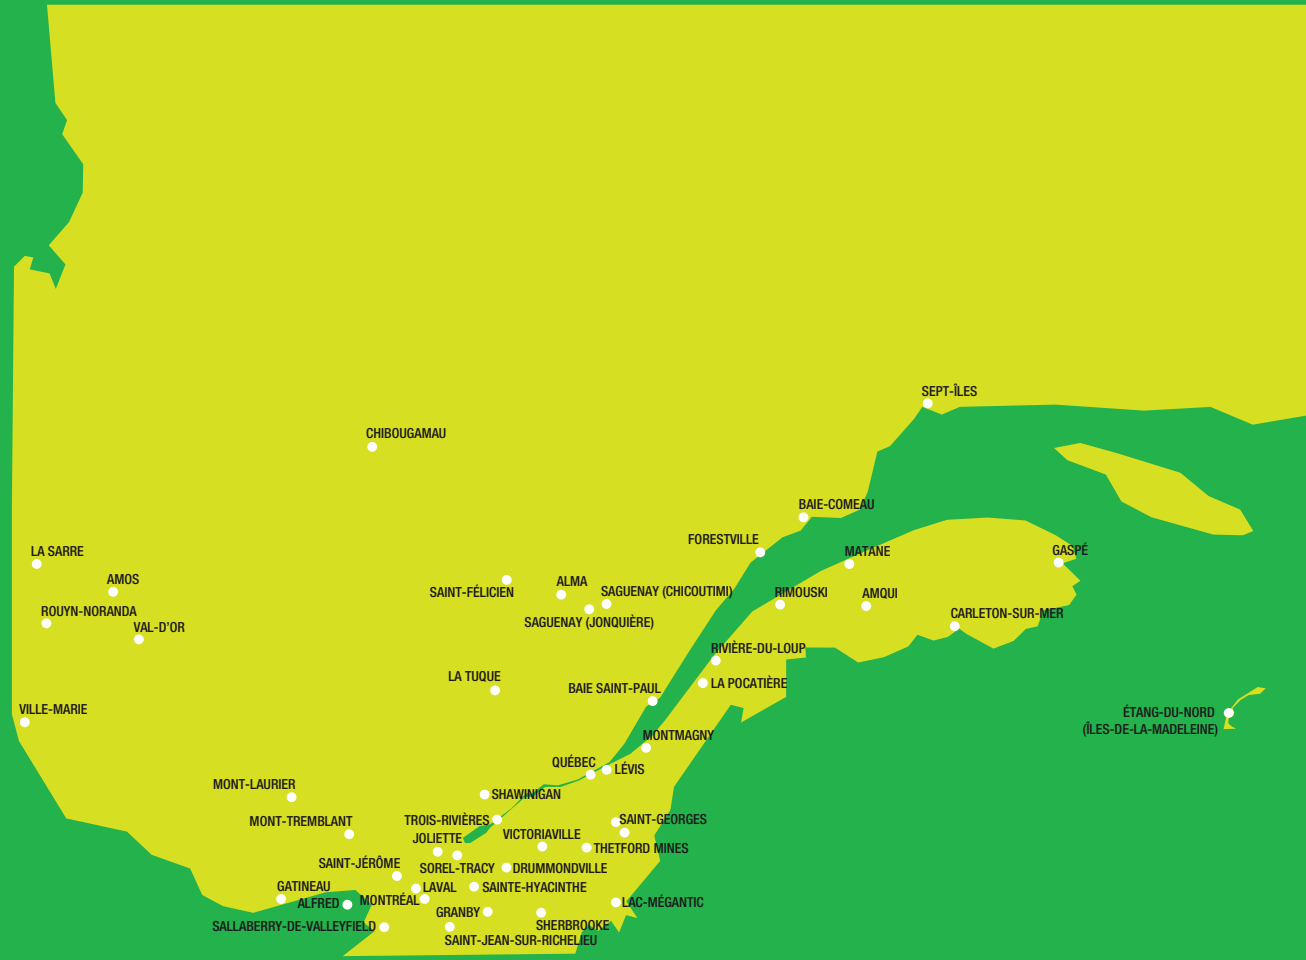 SEPT-ÎLES
CHIBOUGAMAU
BAIE-COMEAU
FORESTVILLE
LA SARRE
MATANE
GASPÉ
AMOS
ALMA
SAINT-FÉLICIEN
SAGUENAY (CHICOUTIMI)
RIMOUSKI
AMQUI
ROUYN-NORANDA
CARLETON-SUR-MER
SAGUENAY (JONQUIÈRE)
VAL-D'OR
RIVIÈRE-DU-LOUP
LA TUQUE
BAIE SAINT-PAUL
LA POCATIÈRE
VILLE-MARIE
ÉTANG-DU-NORD
(ÎLES-DE-LA-MADELEINE)
MONTMAGNY
QUÉBEC
LÉVIS
MONT-LAURIER
SHAWINIGAN
MONT-TREMBLANT
TROIS-RIVIÈRES
SAINT-GEORGES
VICTORIAVILLE
JOLIETTE
THETFORD MINES
SAINT-JÉRÔME
SOREL-TRACY
DRUMMONDVILLE
GATINEAU
LAVAL
SAINTE-HYACINTHE
ALFRED
MONTRÉAL
LAC-MÉGANTIC
GRANBY
SALLABERRY-DE-VALLEYFIELD
SHERBROOKE
SAINT-JEAN-SUR-RICHELIEU